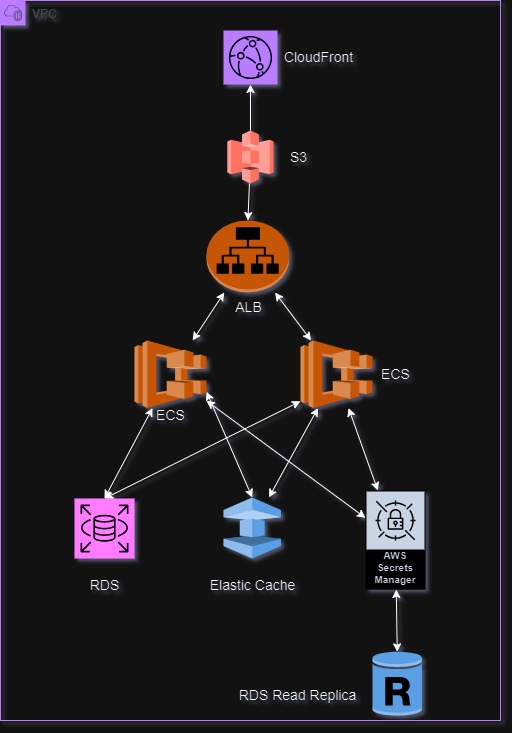 VPC
CloudFront
S3
ALB
ECS
ECS
RDS
Elastic Cache
AWS
Secrets
Manager
RDS Read Replica
R